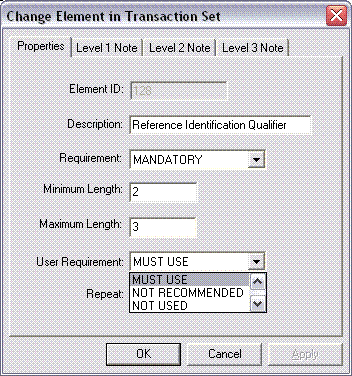 Change Element in Transaction Set
Properties Level 1 Note Level 2 Note Level 3 Note
Element ID: 128
Description: Reference Identification Qualifier
Requirement: MANDATORY
Minimum Length: 2
Maximum Length: 3
User Requirement: MUST USE
MUST USE
Repeat: NOT RECOMMENDED
NOT USED
OK Cancel Apply